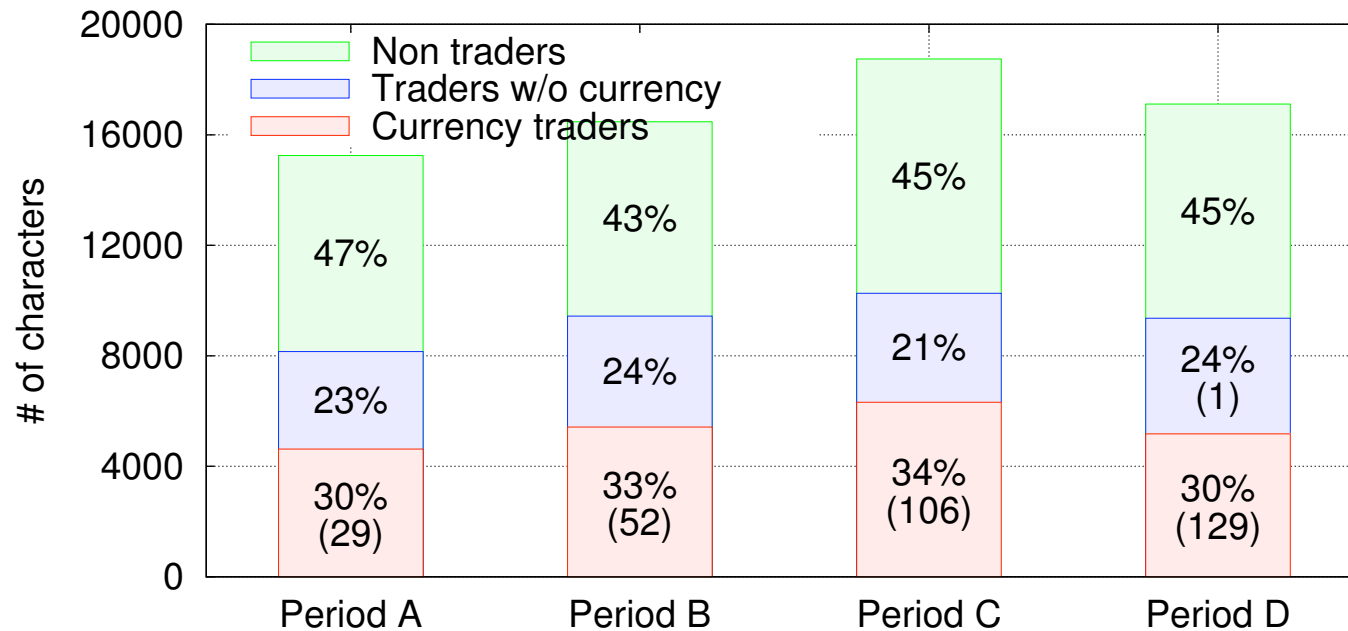 # of characters
20000
16000
12000
8000
4000
0
Non traders
Traders w/o currency
Currency traders
47%
23%
30%
(29)
43%
24%
33%
(52)
45%
21%
34%
(106)
45%
24%
(1)
30%
(129)
Period A
Period B
Period C
Period D